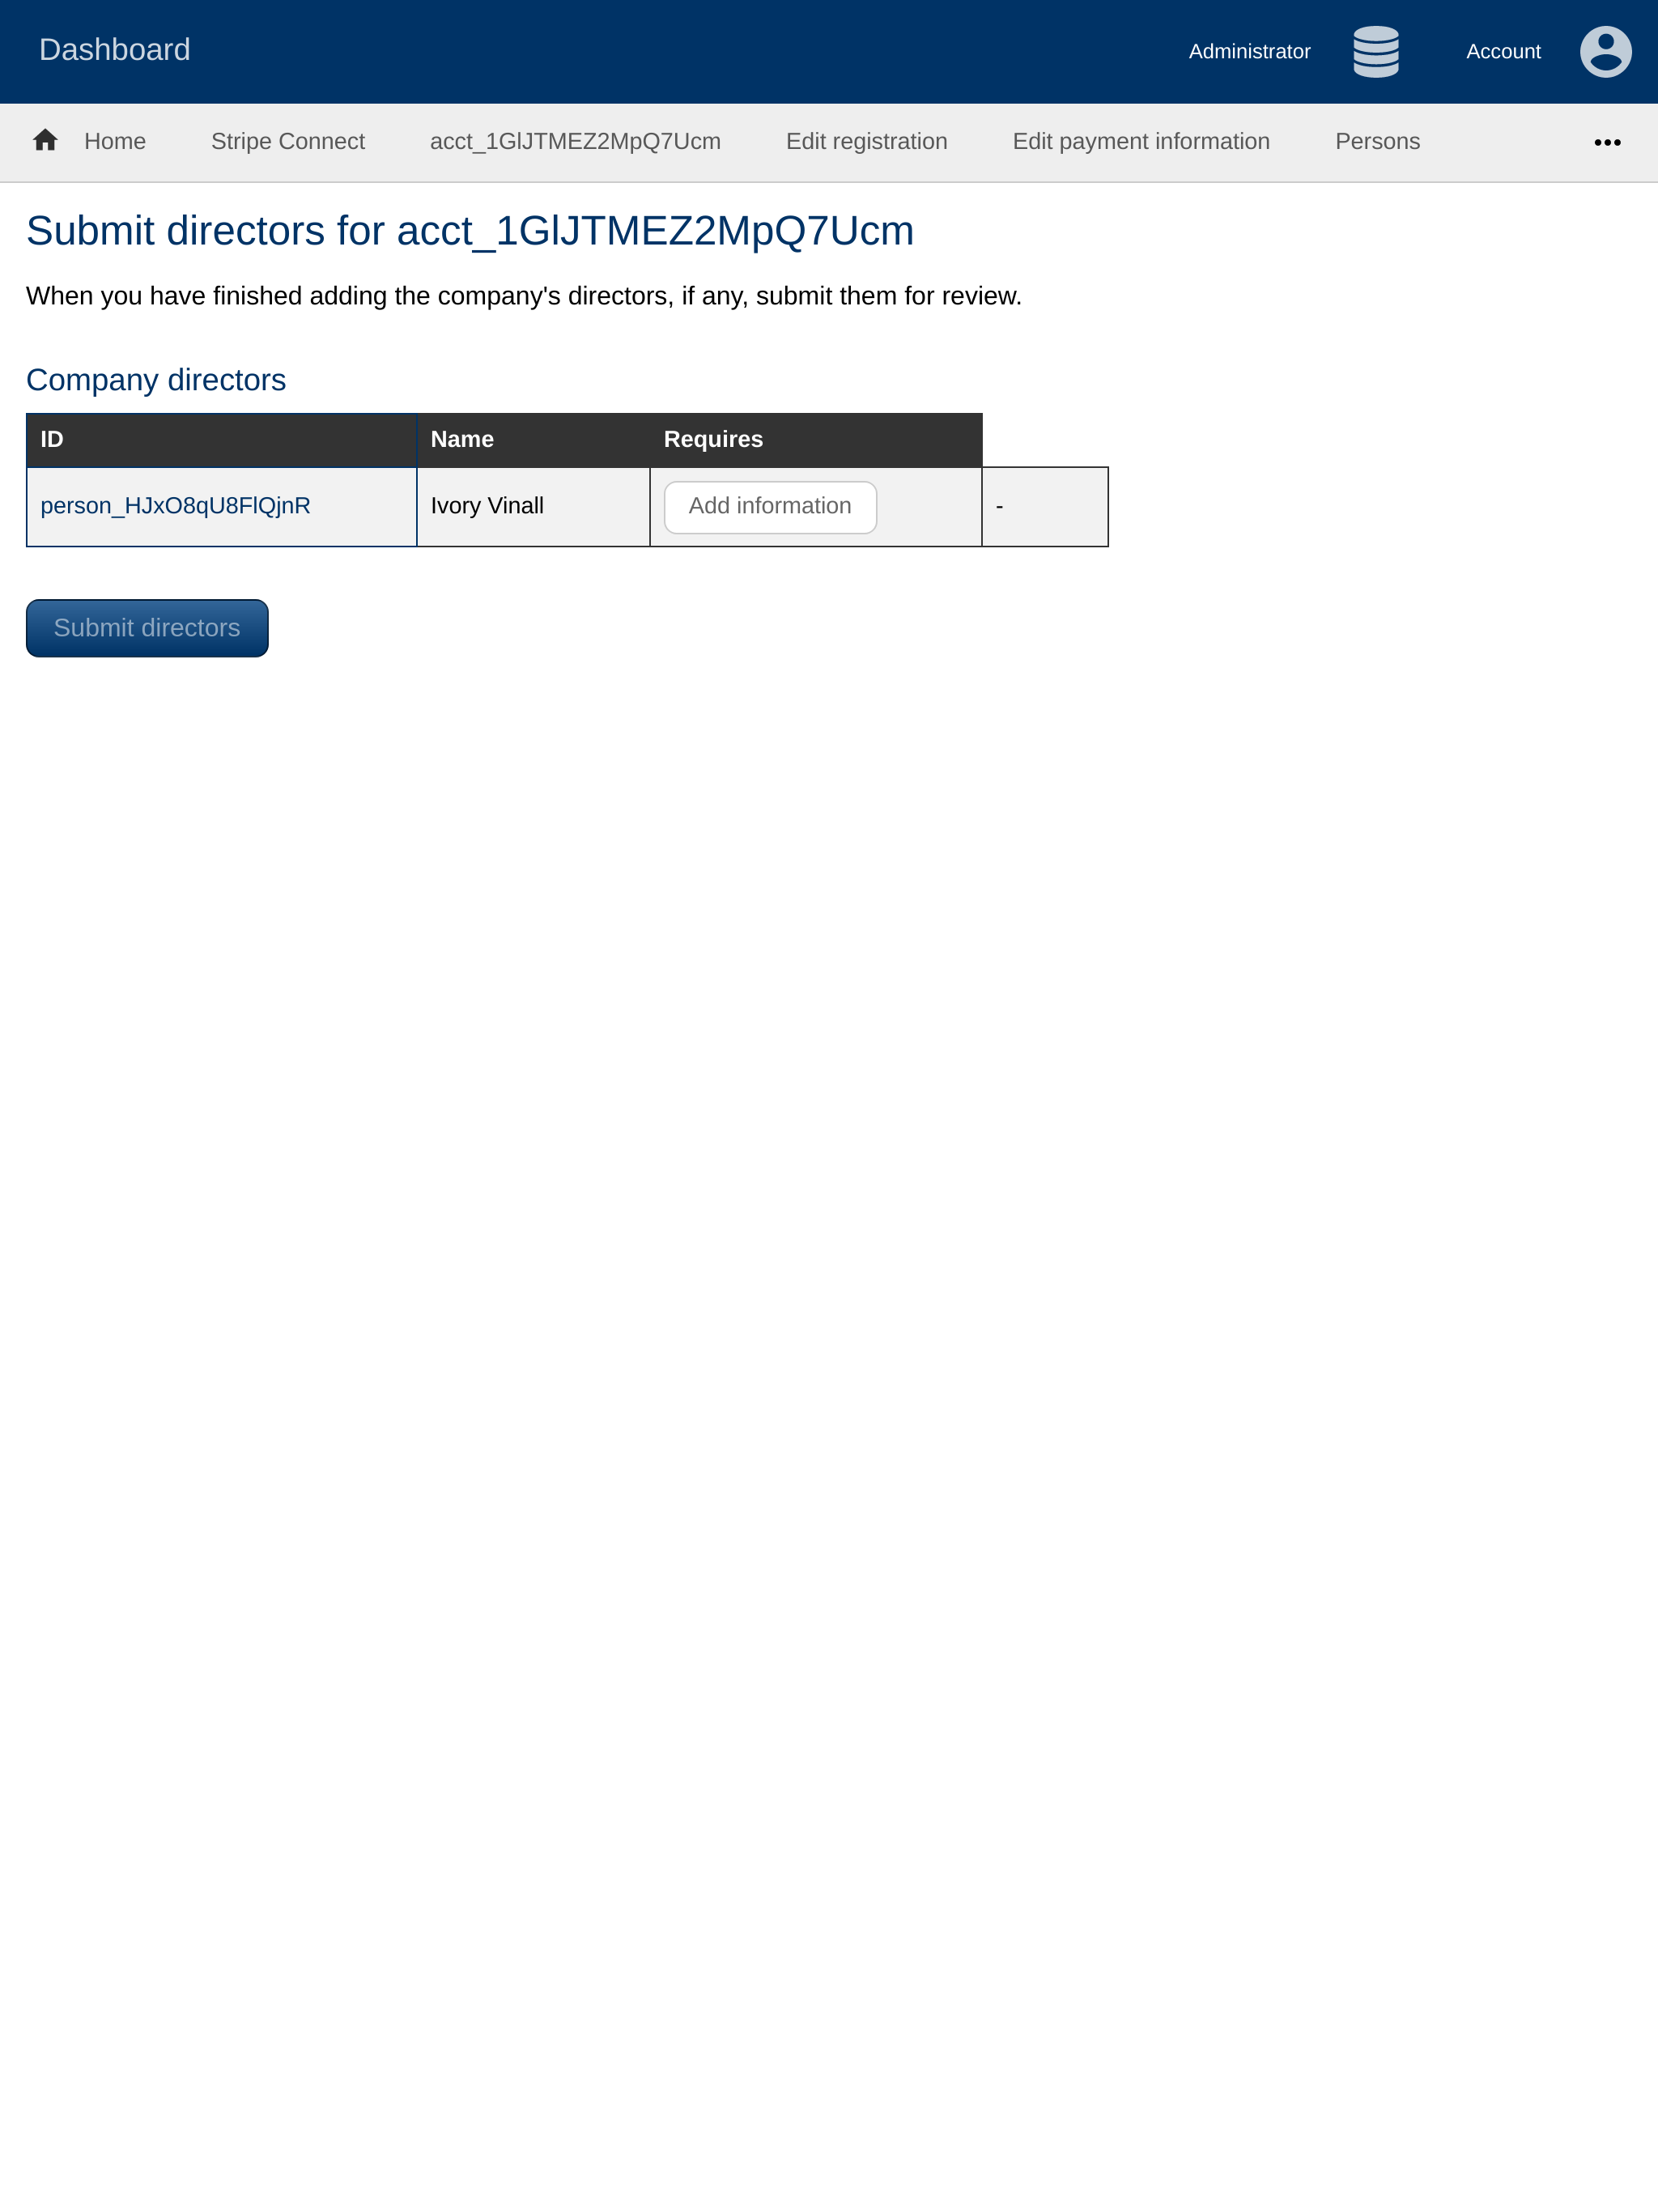 Dashboard
Administrator
Account
Home Stripe Connect acct_1GlJTMEZ2MpQ7Ucm Edit registration Edit payment information Persons •••
Submit directors for acct_1GlJTMEZ2MpQ7Ucm
When you have finished adding the company's directors, if any, submit them for review.
Company directors
ID Name Requires
person_HJxO8qU8FlQjnR Ivory Vinall Add information -
Submit directors